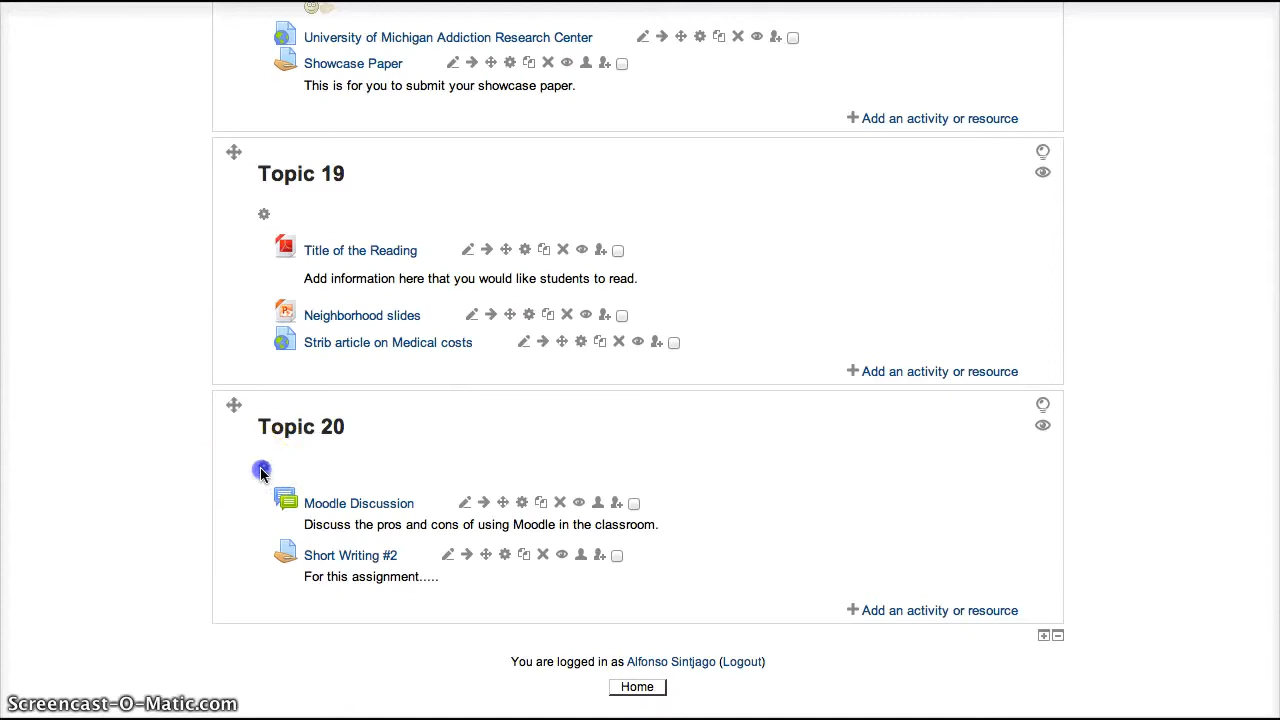 University of Michigan Addiction Research Center
Showcase Paper
This is for you to submit your showcase paper.
Add an activity or resource
Topic 19
Title of the Reading
Add information here that you would like students to read.
Neighborhood slides
Strib article on Medical costs
Add an activity or resource
Topic 20
Moodle Discussion
Discuss the pros and cons of using Moodle in the classroom.
Short Writing #2
For this assignment.....
Add an activity or resource
You are logged in as Alfonso Sintjago (Logout)
Home
Screencast-O-Matic.com